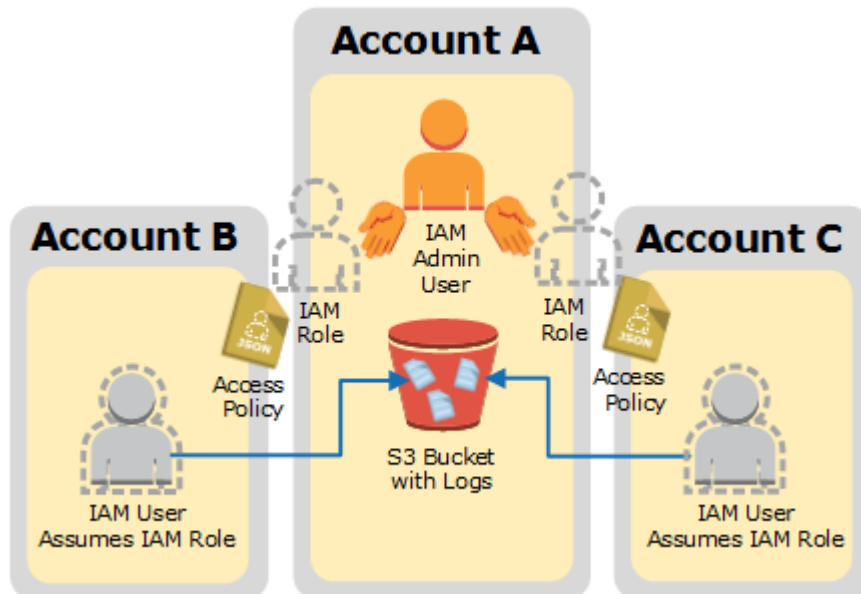 Account A
Account B
Account C
IAM
Admin
User
IAM
Role
IAM
Role
JSON
Access
Policy
JSON
Access
Policy
S3 Bucket
with Logs
IAM User
Assumes IAM Role
IAM User
Assumes IAM Role